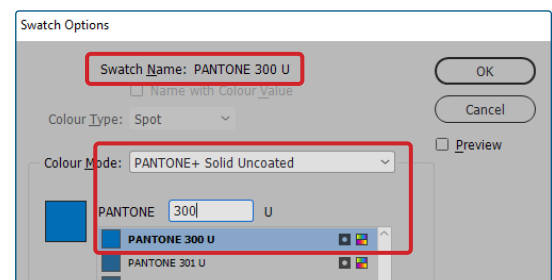 Swatch Options
Swatch Name: PANTONE 300 U
OK
Name with Colour Value
Cancel
Colour Type: Spot
Preview
Colour Mode: PANTONE+ Solid Uncoated
PANTONE 300 U
PANTONE 300 U
PANTONE 301 U